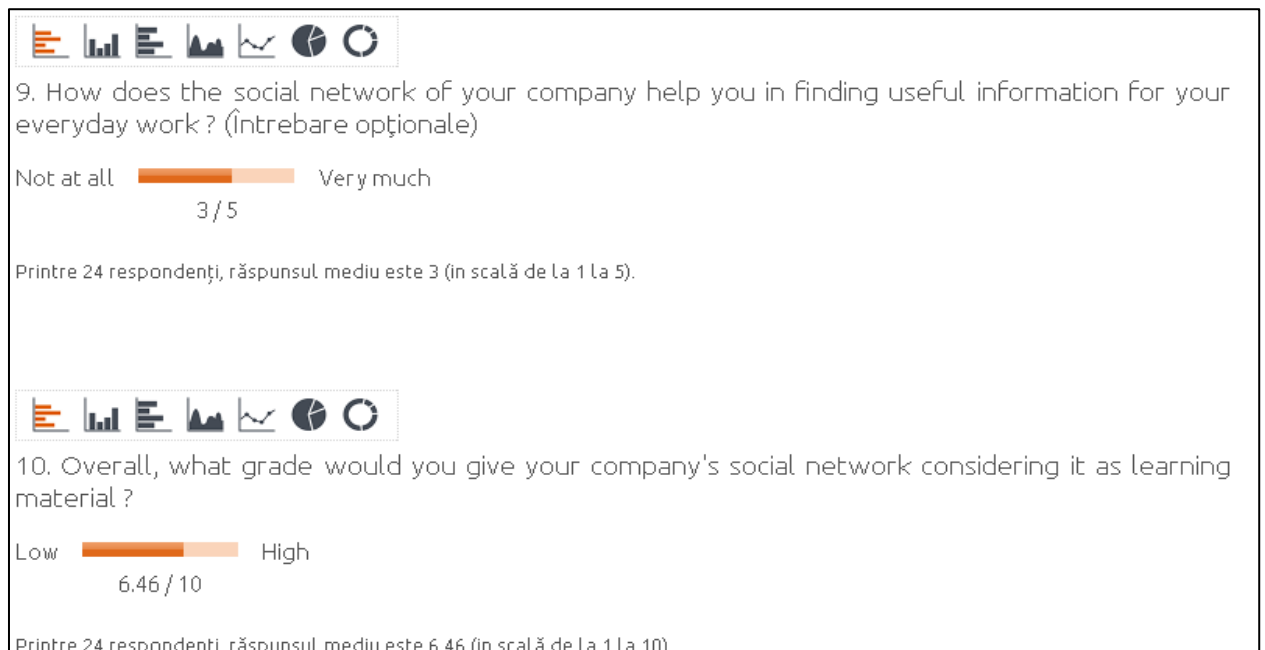 9. How does the social network of your company help you in finding useful information for your
everyday work ? (Întrebare opţionale)
Not at all Very much
3 / 5
Printre 24 respondenți, răspunsul mediu este 3 (in scală de la 1 la 5).
10. Overall, what grade would you give your company's social network considering it as learning
material ?
Low High
6.46 / 10
Printre 24 respondenți, răspunsul mediu este 6.46 (in scală de la 1 la 10)